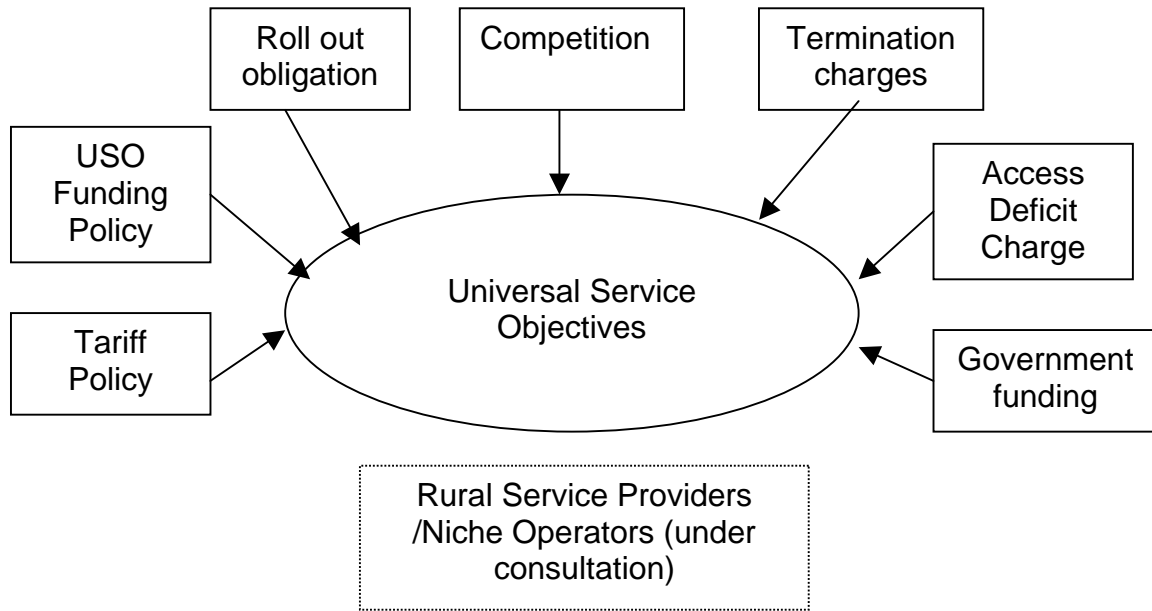 Roll out
obligation
Competition
Termination
charges
USO
Funding
Policy
Access
Deficit
Charge
Universal Service
Objectives
Tariff
Policy
Government
funding
Rural Service Providers
/Niche Operators (under
consultation)